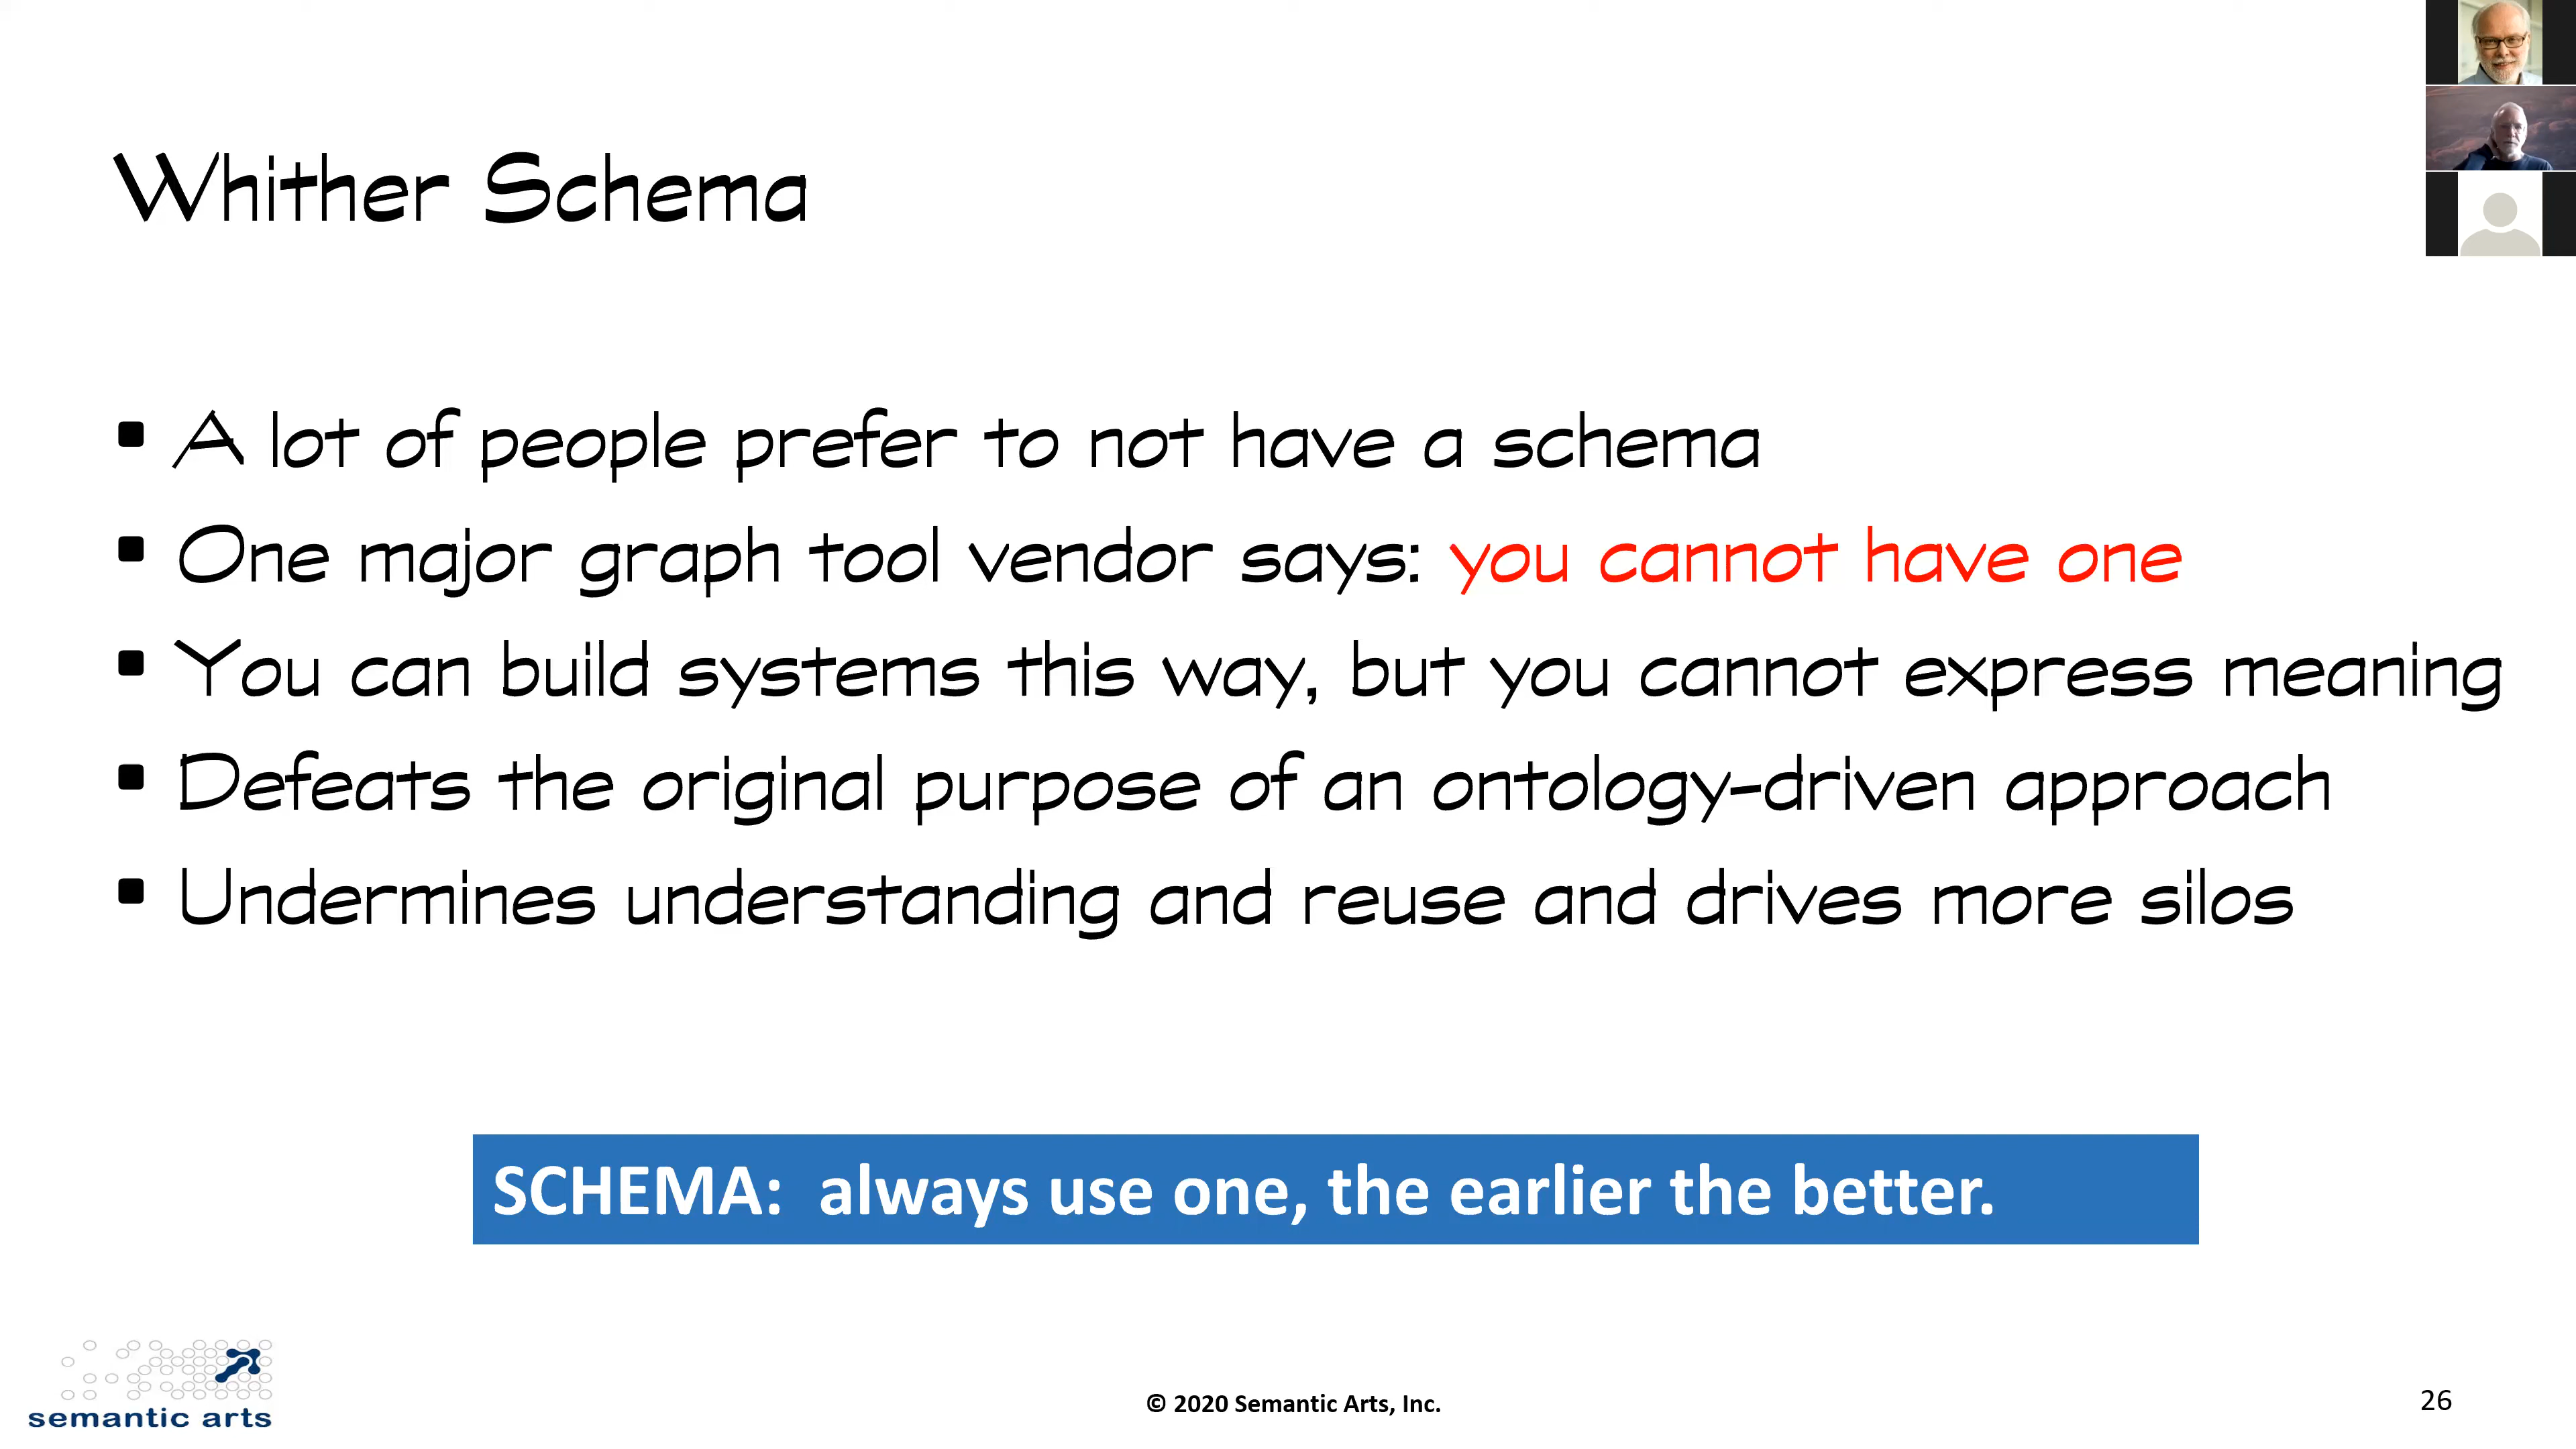 Whither Schema
▪ A lot of people prefer to not have a schema
▪ One major graph tool vendor says: you cannot have one
▪ You can build systems this way, but you cannot express meaning
▪ Defeats the original purpose of an ontology-driven approach
▪ Undermines understanding and reuse and drives more silos
SCHEMA: always use one, the earlier the better.
semantic arts
© 2020 Semantic Arts, Inc.
26